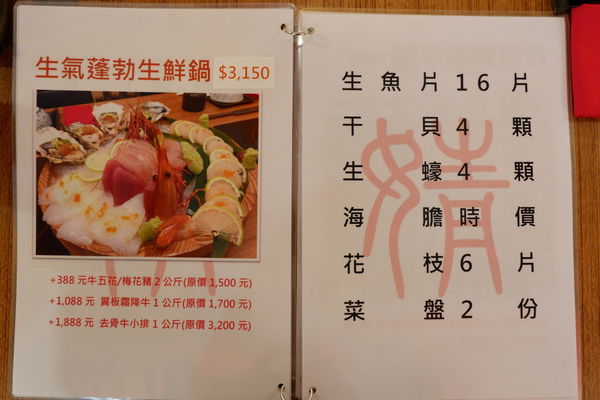 生氣蓬勃生鮮鍋 $3,150
+388 元牛五花/梅花豬 2 公斤(原價 1,500 元)
+1,088 元 翼板霜降牛 1 公斤(原價 1,700 元)
+1,888 元 去骨牛小排 1 公斤(原價 3,200 元)
生魚片16片
干貝4顆
生蠔4顆
海膽時價
花枝6片
菜盤2份
婧